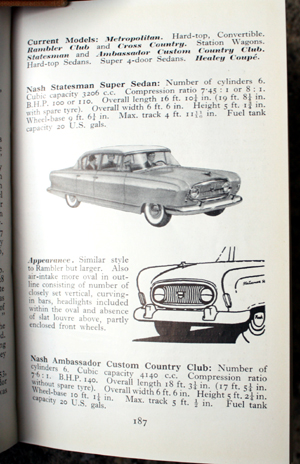 Current Models: Metropolitan. Hard-top, Convertible.
Rambler Club and Cross Country. Station Wagons.
Statesman and Ambassador Custom Country Club.
Hard-top Sedans. Super 4-door Sedans. Healey Coupé.
Nash Statesman Super Sedan: Number of cylinders 6.
Cubic capacity 3206 c.c. Compression ratio 7·45 : 1 or 8 : 1.
B.H.P. 100 or 110. Overall length 16 ft. 10¼ in. (19 ft. 8¾ in.
with spare tyre). Overall width 6 ft. 6 in. Height 5 ft. 1¾ in.
Wheel-base 9 ft. 6¼ in. Max. track 4 ft. in. Fuel tank
capacity 20 U.S. gals.
Appearance. Similar style
to Rambler but larger. Also
air-intake more oval in out-
line consisting of number of
closely set vertical, curving-
in bars, headlights included
within the oval and absence
of slat louvre above, partly
enclosed front wheels.
Nash Ambassador Custom Country Club: Number of
cylinders 6. Cubic capacity 4140 c.c. Compression ratio
7·6 : 1. B.H.P. 140. Overall length 18 ft. 3¼ in. (17 ft. 5¾ in.
without spare tyre). Overall width 6 ft. 6 in. Height 5 ft. 2¼ in.
Wheel-base 10 ft. 1¼ in. Max. track 5 ft. ½ in. Fuel tank
capacity 20 U.S. gals.
187